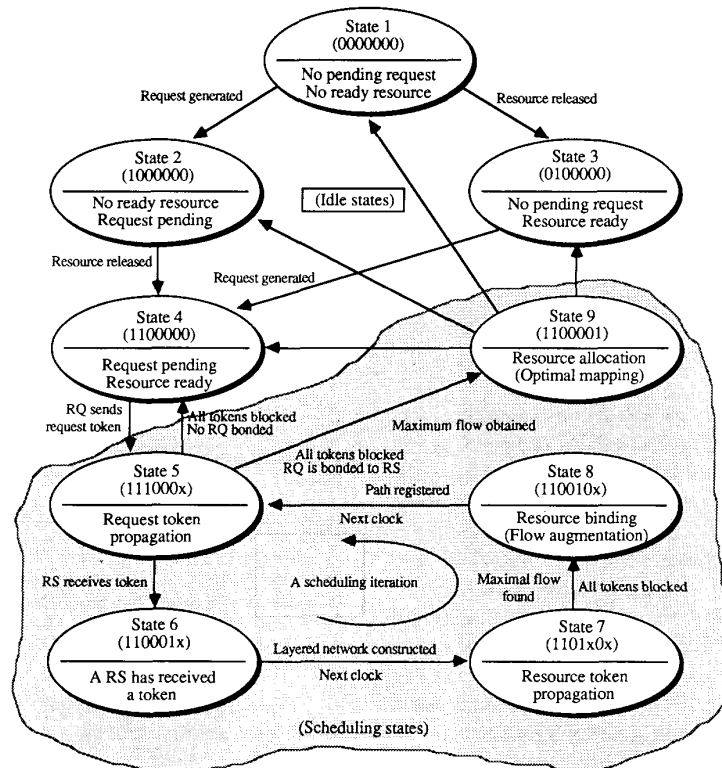 State 1
(0000000)
No pending request
No ready resource
Request generated
Resource released
State 2
(1000000)
No ready resource
Request pending
(Idle states)
State 3
(0100000)
No pending request
Resource ready
Resource released
Request generated
State 4
(1100000)
Request pending
Resource ready
State 9
(1100001)
Resource allocation
(Optimal mapping)
RQ sends
request token
All tokens blocked
No RQ bonded
Maximum flow obtained
All tokens blocked
RQ is bonded to RS
State 5
(111000x)
Request token
propagation
Path registered
Next clock
State 8
(110010x)
Resource binding
(Flow augmentation)
RS receives token
A scheduling iteration
Maximal flow
found
All tokens blocked
State 6
(110001x)
A RS has received
a token
Layered network constructed
Next clock
State 7
(1101x0x)
Resource token
propagation
(Scheduling states)